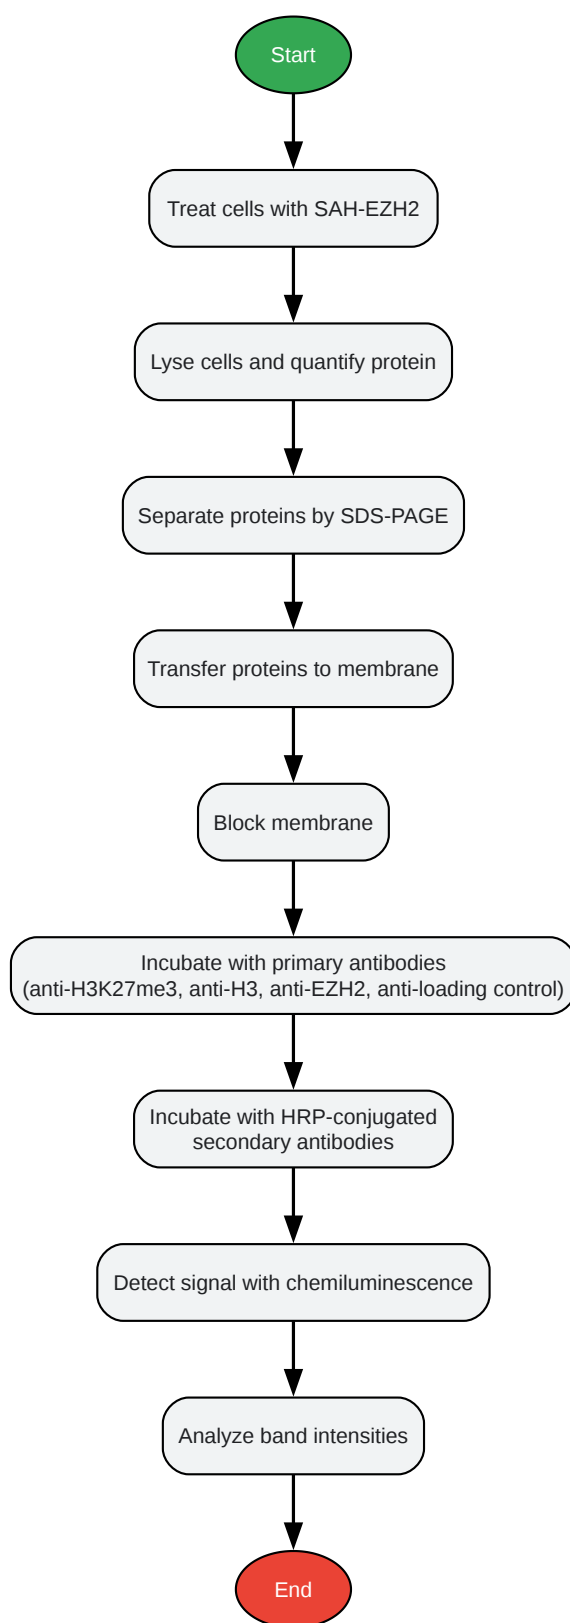 Start
Treat cells with SAH-EZH2
Lyse cells and quantify protein
Separate proteins by SDS-PAGE
Transfer proteins to membrane
Block membrane
Incubate with primary antibodies
(anti-H3K27me3, anti-H3, anti-EZH2, anti-loading control)
Incubate with HRP-conjugated
secondary antibodies
Detect signal with chemiluminescence
Analyze band intensities
End